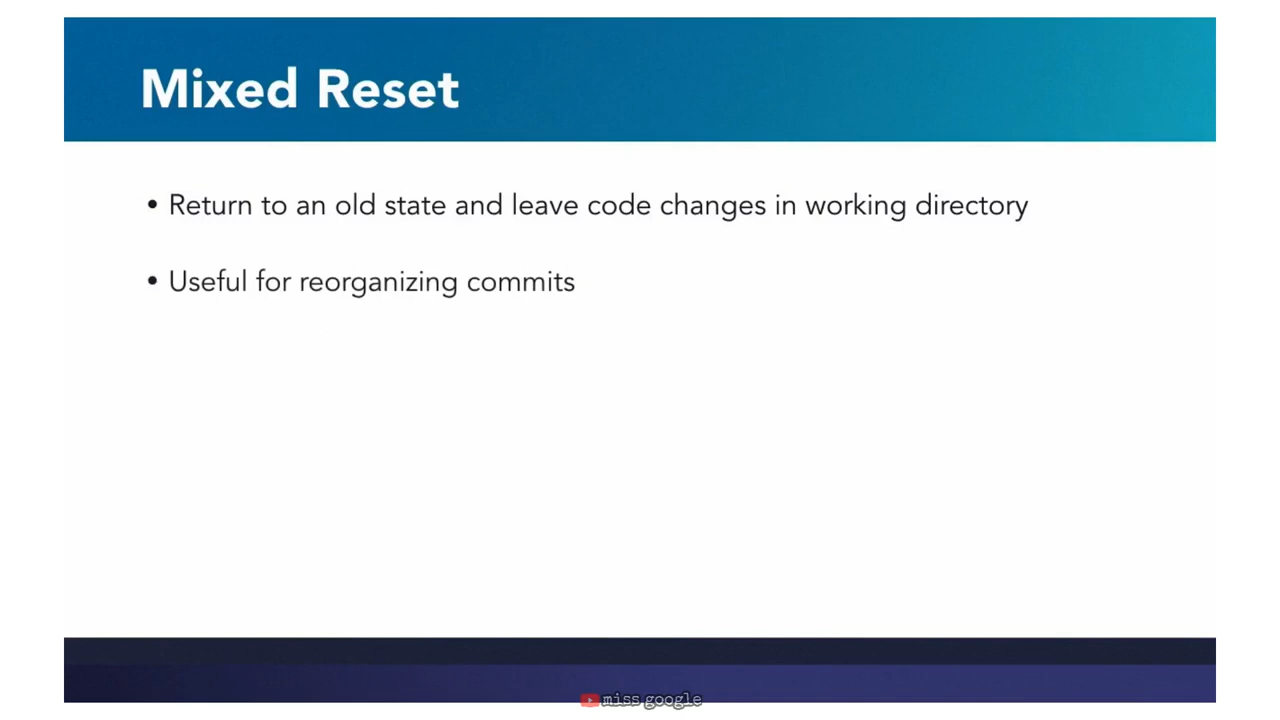 Mixed Reset
• Return to an old state and leave code changes in working directory
• Useful for reorganizing commits
miss google